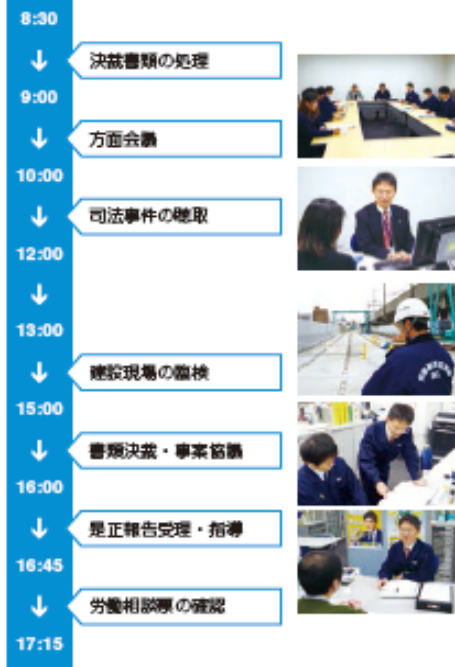 8:30
↓
決裁書類の処理
9:00
↓
方面会議
10:00
↓
司法事件の聴取
12:00
↓
13:00
↓
建設現場の臨検
15:00
↓
書類決裁・事案協議
16:00
↓
是正報告受理・指導
16:45
↓
労働相談票の確認
17:15